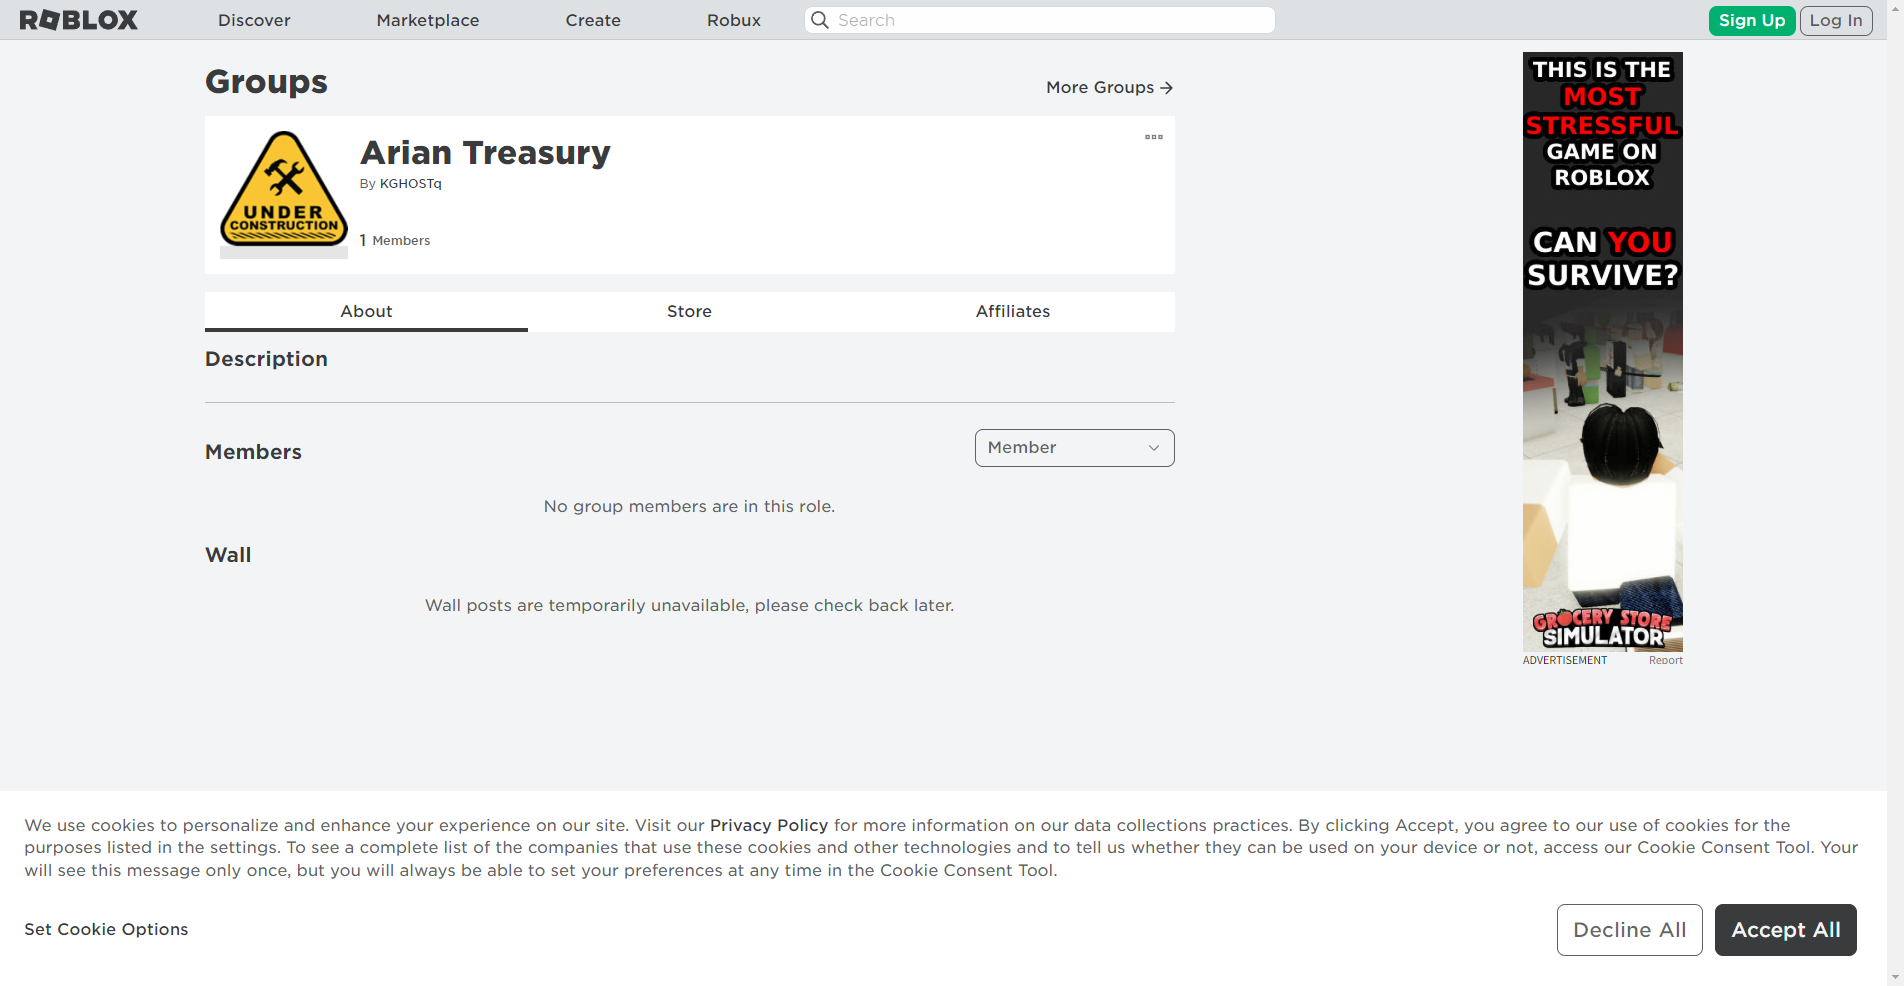 ROBLOX
Discover
Marketplace
Create
Robux
Search
Sign Up
Log In
Groups
More Groups
UNDER
CONSTRUCTION
Arian Treasury
By KGHOSTq
1 Members
About
Store
Affiliates
Description
Members
Member
No group members are in this role.
Wall
Wall posts are temporarily unavailable, please check back later.
THIS IS THE
MOST
STRESSFUL
GAME ON
ROBLOX
CAN YOU
SURVIVE?
GROCERY STORE
SIMULATOR
ADVERTISEMENT
Report
We use cookies to personalize and enhance your experience on our site. Visit our Privacy Policy for more information on our data collections practices. By clicking Accept, you agree to our use of cookies for the
purposes listed in the settings. To see a complete list of the companies that use these cookies and other technologies and to tell us whether they can be used on your device or not, access our Cookie Consent Tool. Your
will see this message only once, but you will always be able to set your preferences at any time in the Cookie Consent Tool.
Set Cookie Options
Decline All
Accept All